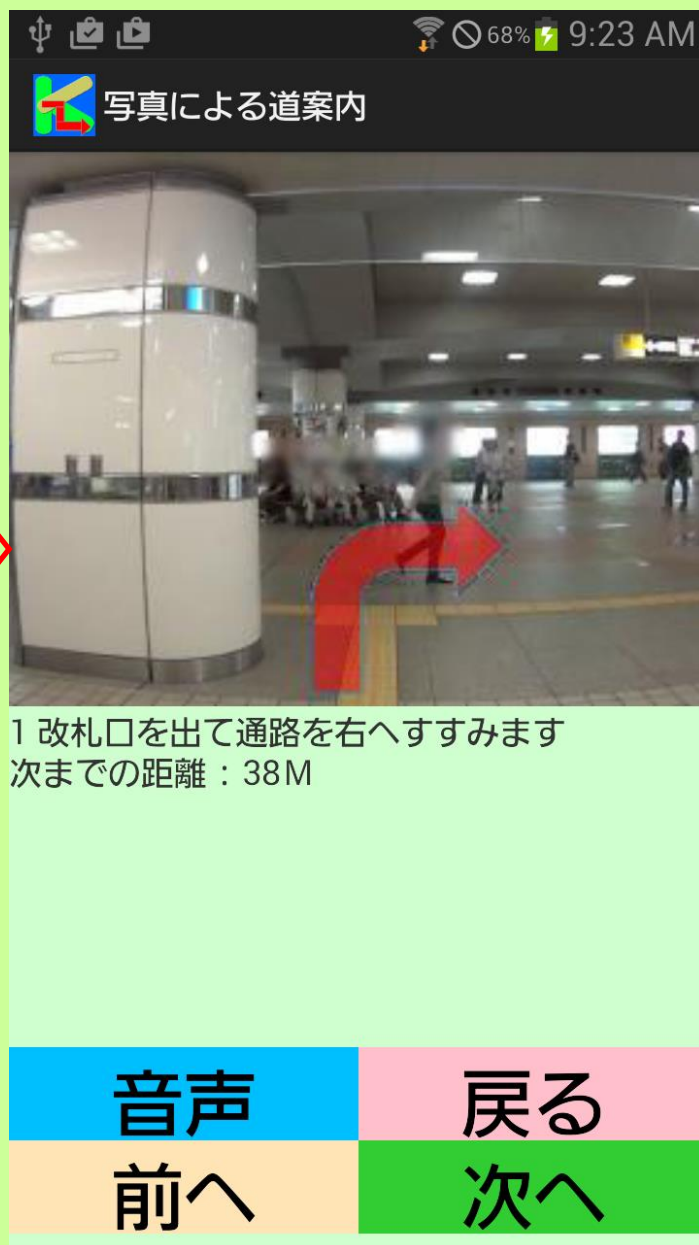 68% 9:23 AM
写真による道案内
1 改札口を出て通路を右へすすみます
次までの距離：38M
音声
戻る
前へ
次へ